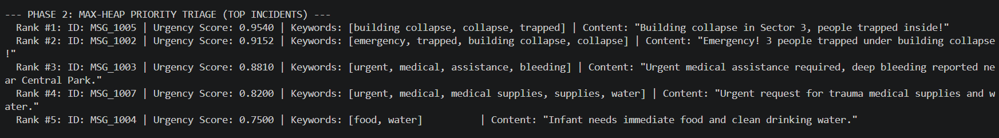 --- PHASE 2: MAX-HEAP PRIORITY TRIAGE (TOP INCIDENTS) ---
Rank #1: ID: MSG_1005 | Urgency Score: 0.9540 | Keywords: [building collapse, collapse, trapped] | Content: "Building collapse in Sector 3, people trapped inside!"
Rank #2: ID: MSG_1002 | Urgency Score: 0.9152 | Keywords: [emergency, trapped, building collapse, collapse] | Content: "Emergency! 3 people trapped under building collapse
!"
Rank #3: ID: MSG_1003 | Urgency Score: 0.8810 | Keywords: [urgent, medical, assistance, bleeding] | Content: "Urgent medical assistance required, deep bleeding reported ne
ar Central Park."
Rank #4: ID: MSG_1007 | Urgency Score: 0.8200 | Keywords: [urgent, medical, medical supplies, supplies, water] | Content: "Urgent request for trauma medical supplies and w
ater."
Rank #5: ID: MSG_1004 | Urgency Score: 0.7500 | Keywords: [food, water]          | Content: "Infant needs immediate food and clean drinking water."